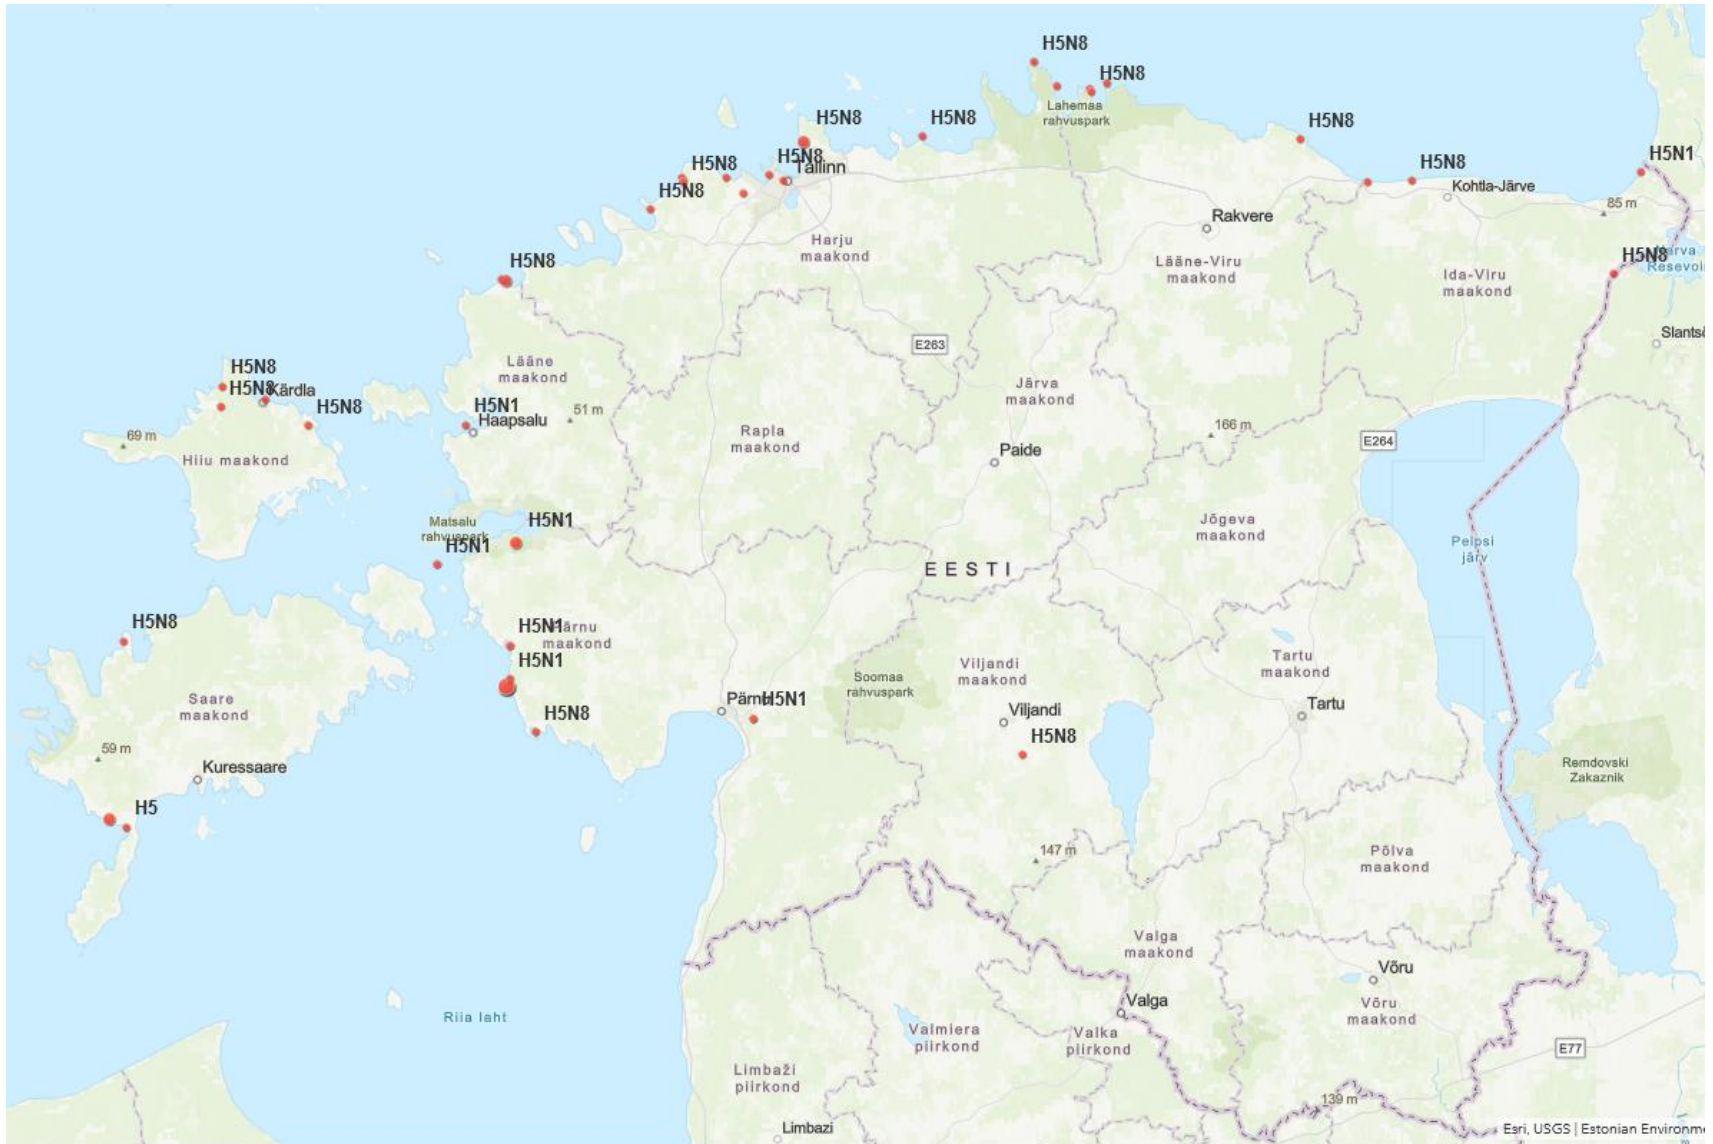 H5N8
H5N8
Lahemaa
rahvuspark
H5N8
H5N8
H5N8
H5N1
H5N8
H5N8
Tallinn
H5N8
Kohtla-Järve
H5N8
85 m
Rakvere
Harju
maakond
Lääne-Viru
maakond
Ida-Viru
maakond
H5N8
Narva
H5N8
Slants
E263
Lääne
maakond
H5N8
H5N8
Kärdla
H5N8
H5N1
Haapsalu
51 m
Järva
maakond
69 m
Hiiu maakond
Rapla
maakond
166 m
E264
Paide
Matsalu
rahvuspark
H5N1
H5N1
Jõgeva
maakond
Peipsi
järv
EESTI
H5N8
H5N1
Pärnu
maakond
H5N1
Saare
maakond
Soomaa
rahvuspark
Viljandi
maakond
Tartu
maakond
Pärnu
H5N1
H5N8
Viljandi
H5N8
Tartu
59 m
Kuressaare
Remdovski
Zakaznik
H5
147 m
Põlva
maakond
Valga
maakond
Võru
Võru
maakond
Riia laht
Valga
Valmiera
piirkond
Valka
piirkond
E77
Limbaži
piirkond
139 m
Limbazi
Esri, USGS | Estonian Environme